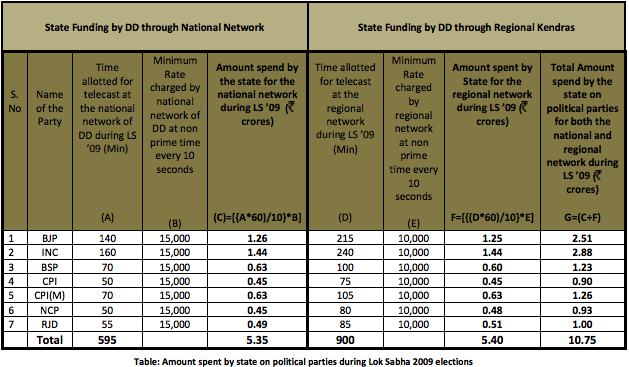 State Funding by DD through National Network
State Funding by DD through Regional Kendras
S. No
Name of the Party
Time allotted for telecast at the national network of DD during LS '09 (Min)
(A)
Minimum Rate charged by national network of DD at non prime time every 10 seconds
(B)
Amount spend by the state for the national network during LS '09 (₹ crores)
(C)=[{A*60)/10}*B]
Time allotted for telecast at the regional network during LS '09 (Min)
(D)
Minimum Rate charged by regional network at non prime time every 10 seconds
(E)
Amount spent by State for the regional network during LS '09 (₹ crores)
F=[{(D*60)/10}*E]
Total Amount spend by the state on political parties for both the national and regional network during LS '09 (₹ crores)
G=(C+F)
1 BJP 140 15,000 1.26 215 10,000 1.25 2.51
2 INC 160 15,000 1.44 240 10,000 1.44 2.88
3 BSP 70 15,000 0.63 100 10,000 0.60 1.23
4 CPI 50 15,000 0.45 75 10,000 0.45 0.90
5 CPI(M) 70 15,000 0.63 105 10,000 0.63 1.26
6 NCP 50 15,000 0.45 80 10,000 0.48 0.93
7 RJD 55 15,000 0.49 85 10,000 0.51 1.00
Total 595 5.35 900 5.40 10.75
Table: Amount spent by state on political parties during Lok Sabha 2009 elections